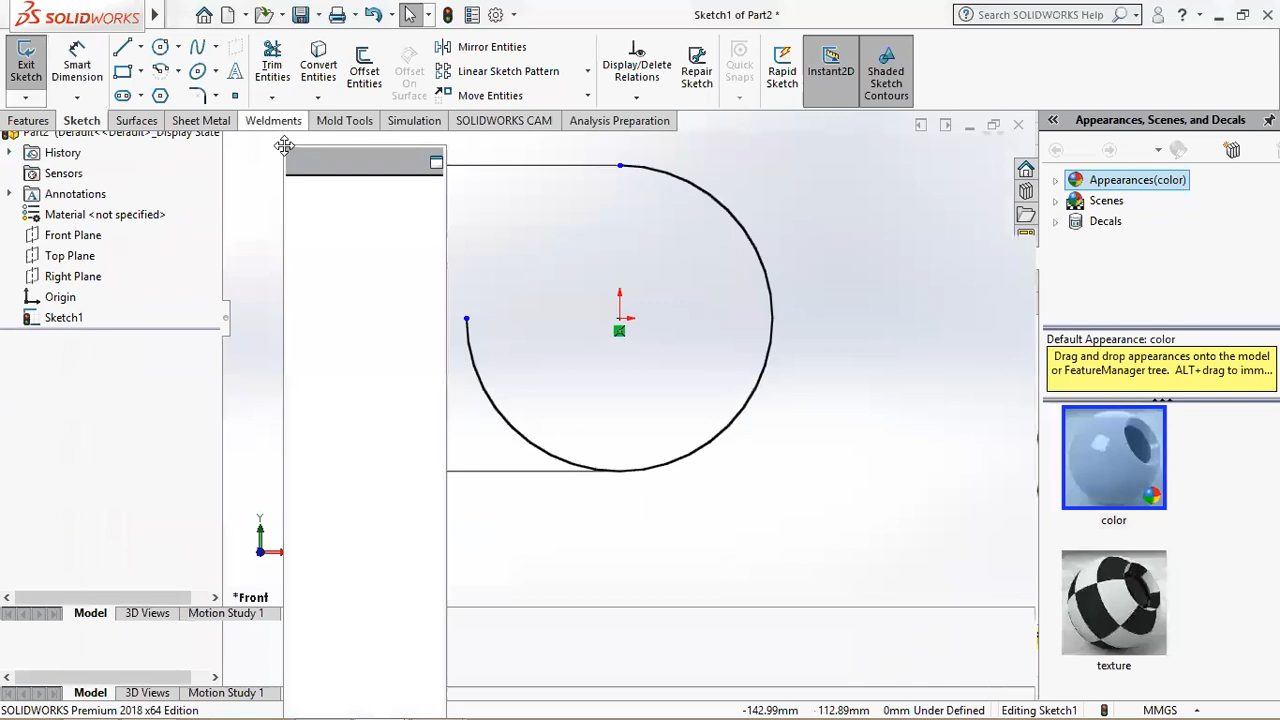 SOLIDWORKS
Sketch1 of Part2 *
Search SOLIDWORKS Help
?
Exit Sketch
Smart Dimension
Trim Entities
Convert Entities
Offset Entities
Offset On Surface
Mirror Entities
Linear Sketch Pattern
Move Entities
Display/Delete Relations
Repair Sketch
Quick Snaps
Rapid Sketch
Instant2D
Shaded Sketch Contours
Features
Sketch
Surfaces
Sheet Metal
Weldments
Mold Tools
Simulation
SOLIDWORKS CAM
Analysis Preparation
Part2 (Default<<Default>_Display State
History
Sensors
Annotations
Material <not specified>
Front Plane
Top Plane
Right Plane
Origin
Sketch1
Y
*Front
Model
3D Views
Motion Study 1
Model
3D Views
Motion Study 1
Appearances, Scenes, and Decals
Appearances(color)
Scenes
Decals
Default Appearance: color
Drag and drop appearances onto the model
or FeatureManager tree. ALT+drag to imm...
color
texture
SOLIDWORKS Premium 2018 x64 Edition
-142.99mm
-112.89mm
0mm
Under Defined
Editing Sketch1
MMGS